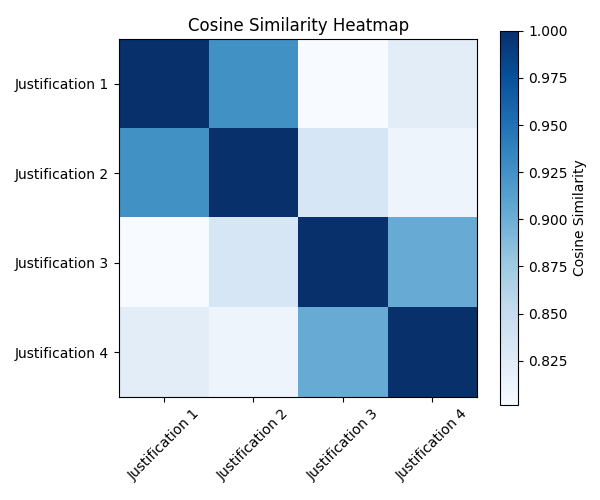 Cosine Similarity Heatmap
Justification 1
Justification 2
Justification 3
Justification 4
Justification 1
Justification 2
Justification 3
Justification 4
1.000
0.975
0.950
0.925
0.900
0.875
0.850
0.825
Cosine Similarity